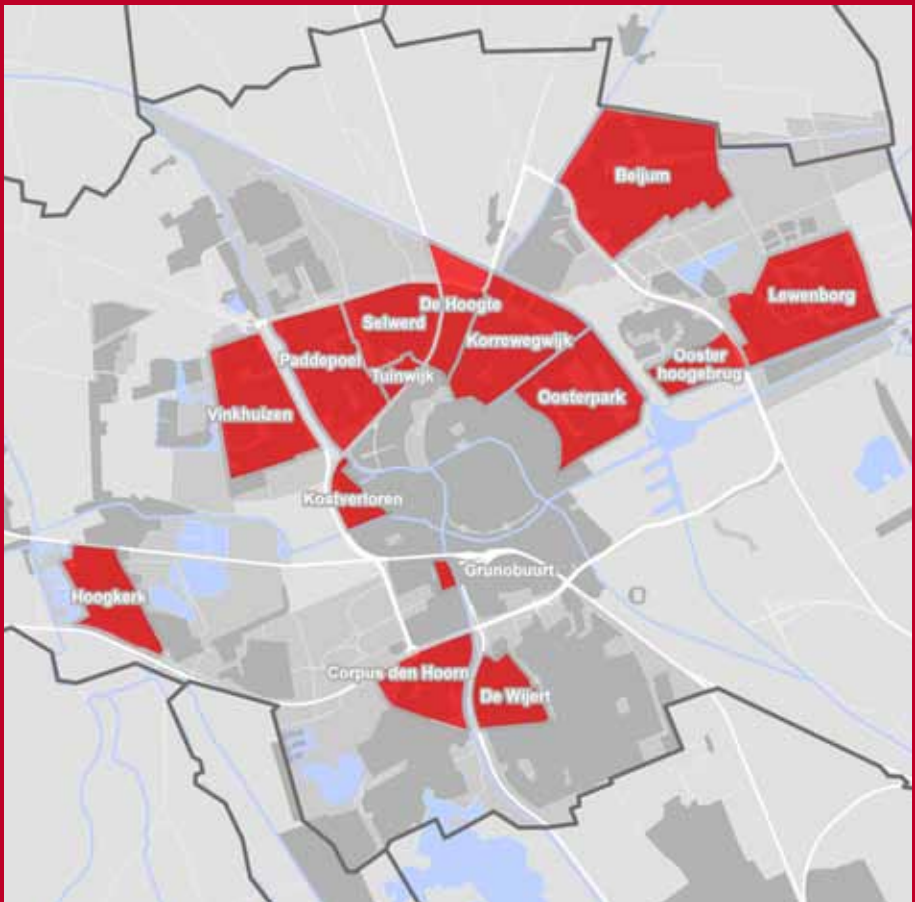 Beijum
Lewenborg
De Hoogte
Selwerd
Korrewegwijk
Paddepoel
Ooster
hoogebrug
Tuinwijk
Oosterpark
Vinkhuizen
Kostverloren
Grunobuurt
Hoogkerk
Corpus den Hoorn
De Wijert